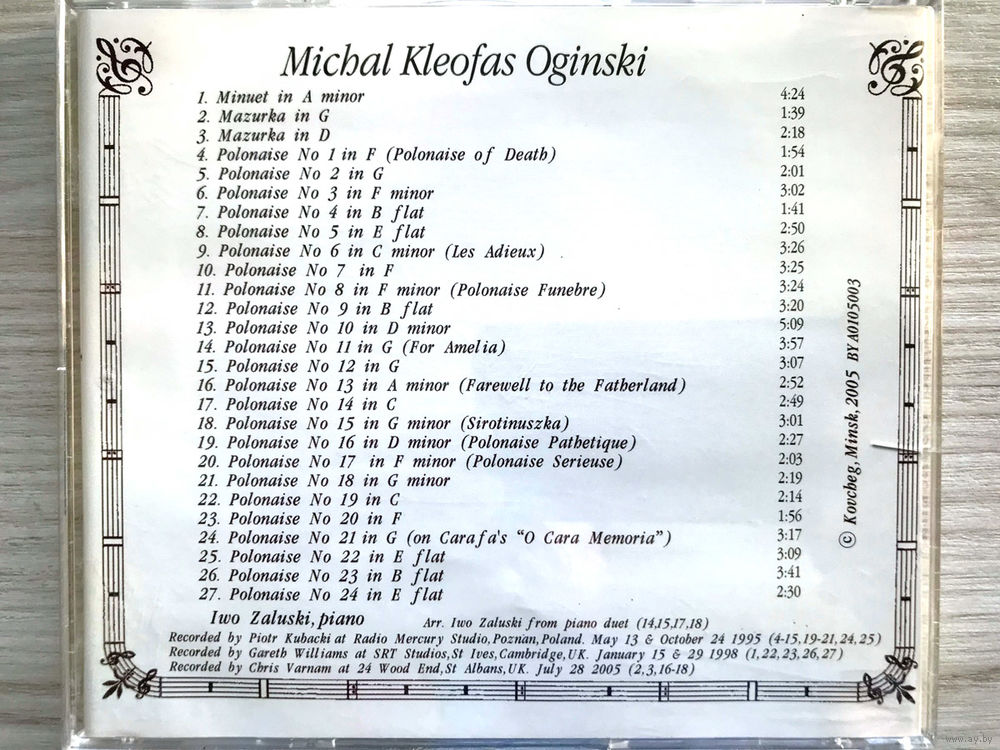 Michal Kleofas Oginski
1. Minuet in A minor 4:24
2. Mazurka in G 1:39
3. Mazurka in D 2:18
4. Polonaise No 1 in F (Polonaise of Death) 1:54
5. Polonaise No 2 in G 2:01
6. Polonaise No 3 in F minor 3:02
7. Polonaise No 4 in B flat 1:41
8. Polonaise No 5 in E flat 2:50
9. Polonaise No 6 in C minor (Les Adieux) 3:26
10. Polonaise No 7 in F 3:25
11. Polonaise No 8 in F minor (Polonaise Funebre) 3:24
12. Polonaise No 9 in B flat 3:20
13. Polonaise No 10 in D minor 5:09
14. Polonaise No 11 in G (For Amelia) 3:57
15. Polonaise No 12 in G 3:07
16. Polonaise No 13 in A minor (Farewell to the Fatherland) 2:52
17. Polonaise No 14 in C 2:49
18. Polonaise No 15 in G minor (Sirotinuszka) 3:01
19. Polonaise No 16 in D minor (Polonaise Pathetique) 2:27
20. Polonaise No 17 in F minor (Polonaise Serieuse) 2:03
21. Polonaise No 18 in G minor 2:19
22. Polonaise No 19 in C 2:14
23. Polonaise No 20 in F 1:56
24. Polonaise No 21 in G (on Carafa's "O Cara Memoria") 3:17
25. Polonaise No 22 in E flat 3:09
26. Polonaise No 23 in B flat 3:41
27. Polonaise No 24 in E flat 2:30
Iwo Zaluski, piano Arr. Iwo Zaluski from piano duet (14,15,17,18)
Recorded by Piotr Kubacki at Radio Mercury Studio, Poznan, Poland. May 13 & October 24 1995 (4-15,19-21,24,25)
Recorded by Gareth Williams at SRT Studios, St Ives, Cambridge, UK. January 15 & 29 1998 (1,22,23,26,27)
Recorded by Chris Varnam at 24 Wood End, St Albans, UK. July 28 2005 (2,3,16-18)
© Kovcheg, Minsk, 2005 BY A0105003
www.ay.by